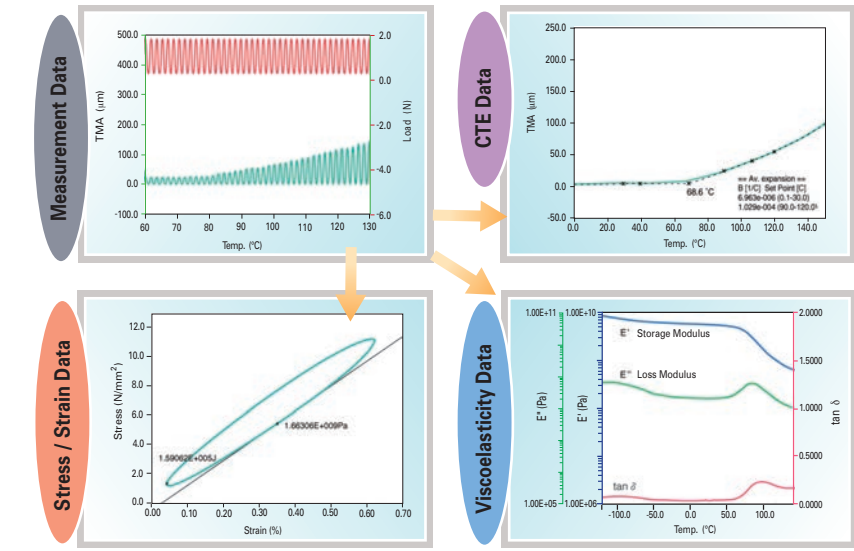 Measurement Data
TMA (μm)
500.0
400.0
300.0
200.0
100.0
0.0
-100.0
2.0
0.0
-2.0
-4.0
-6.0
Load (N)
60 70 80 90 100 110 120 130
Temp. (°C)
CTE Data
TMA (μm)
250.0
200.0
150.0
100.0
50.0
0.0
-50.0
68.6 °C
== Av. expansion ==
B [1/C] Set Point [C]
6.963e-006 (0.1-30.0)
1.029e-004 (90.0-120.0)
0.0 20.0 40.0 60.0 80.0 100.0 120.0 140.0
Temp. (°C)
Stress / Strain Data
Stress (N/mm²)
12.0
10.0
8.0
6.0
4.0
2.0
0.0
1.66306E+009Pa
1.59062E+005J
0.00 0.10 0.20 0.30 0.40 0.50 0.60 0.70
Strain (%)
Viscoelasticity Data
E" (Pa)
E' (Pa)
1.00E+11 1.00E+10
1.00E+05 1.00E+06
E' Storage Modulus
E" Loss Modulus
tan δ
2.0000
1.5000
1.0000
0.5000
0.0000
tan δ
-100.0 -50.0 0.0 50.0 100.0
Temp. (°C)